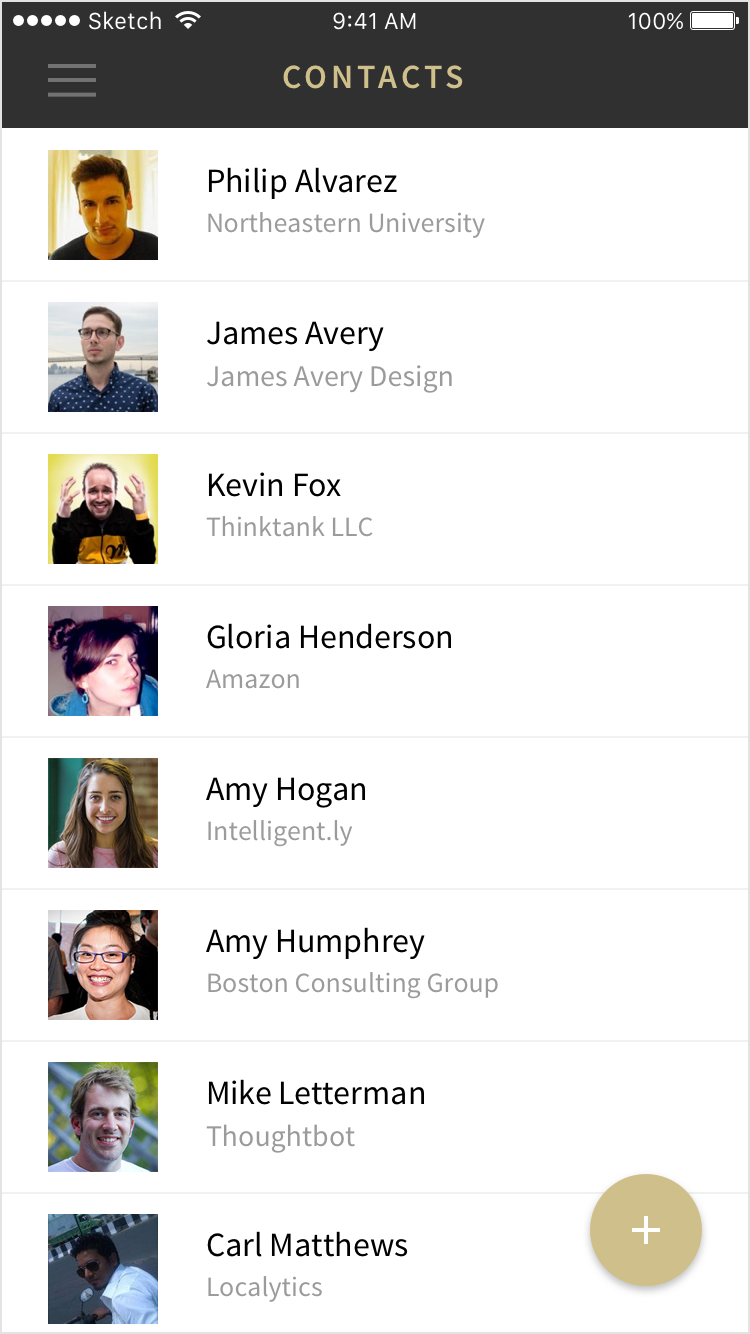 Sketch 9:41 AM 100%
CONTACTS
Philip Alvarez
Northeastern University
James Avery
James Avery Design
Kevin Fox
Thinktank LLC
Gloria Henderson
Amazon
Amy Hogan
Intelligent.ly
Amy Humphrey
Boston Consulting Group
Mike Letterman
Thoughtbot
Carl Matthews
Localytics